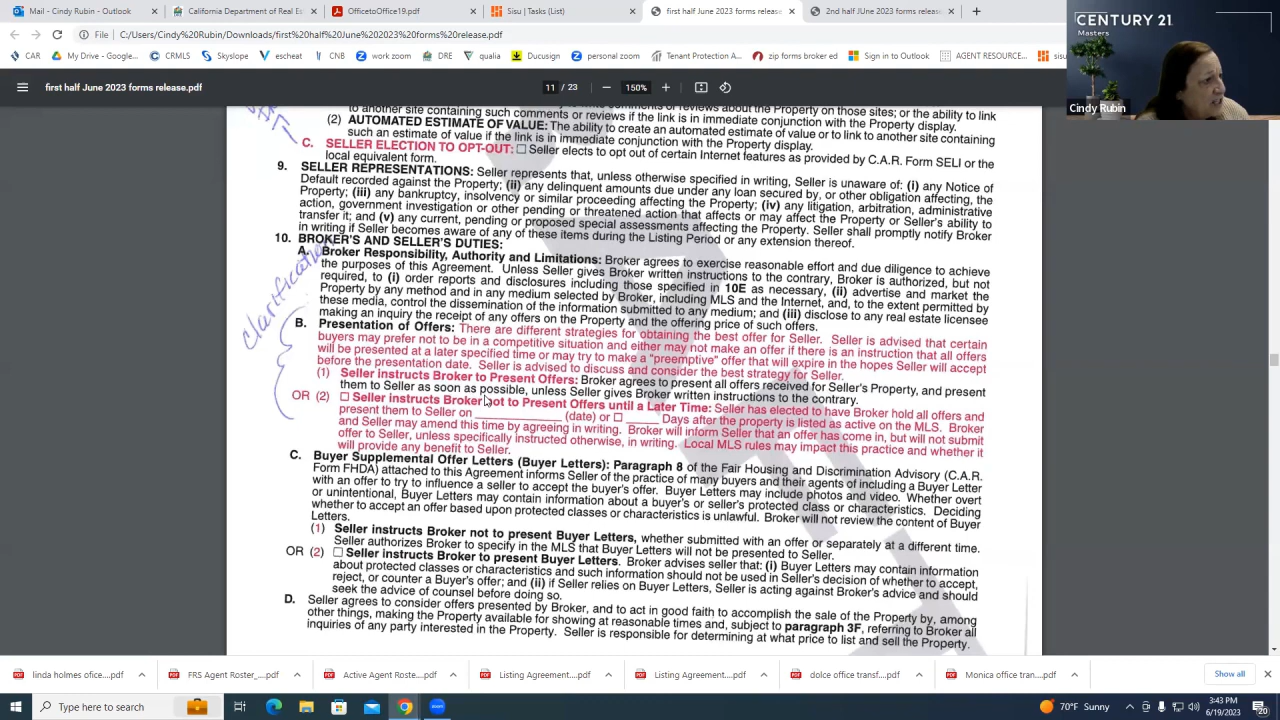 Mail – Cindy Rubin - Outlook
California Department of Real Est
OfficetoOffice19.pdf
Sisu | Tasks (List)
first half June 2023 forms releas
2nd half JUne 2023 forms releas
File
C:/Users/Cindy%20Rubin/Downloads/first%20half%20June%202023%20forms%20release.pdf
CAR
My Drive - Google...
CRMLS
Skyslope
escheat
CNB
work zoom
DRE
qualia
Ducusign
personal zoom
Tenant Protection A...
zip forms broker ed
Sign in to Outlook
AGENT RESOURCE...
sisu
CENTURY 21
Masters
Cindy Rubin
first half June 2023 forms release.pdf
11 / 23
150%
to another site containing such comments or reviews if the link is in immediate conjunction with the Property display.
(2) AUTOMATED ESTIMATE OF VALUE: The ability to create an automated estimate of value or to link to another site containing
such an estimate of value if the link is in immediate conjunction with the Property display.
C. SELLER ELECTION TO OPT-OUT: ☐ Seller elects to opt out of certain Internet features as provided by C.A.R. Form SELI or the
local equivalent form.
9. SELLER REPRESENTATIONS: Seller represents that, unless otherwise specified in writing, Seller is unaware of: (i) any Notice of
Default recorded against the Property; (ii) any delinquent amounts due under any loan secured by, or other obligation affecting, the
Property; (iii) any bankruptcy, insolvency or similar proceeding affecting the Property; (iv) any litigation, arbitration, administrative
action, government investigation or other pending or threatened action that affects or may affect the Property or Seller's ability to
transfer it; and (v) any current, pending or proposed special assessments affecting the Property. Seller shall promptly notify Broker
in writing if Seller becomes aware of any of these items during the Listing Period or any extension thereof.
10. BROKER'S AND SELLER'S DUTIES:
A. Broker Responsibility, Authority and Limitations: Broker agrees to exercise reasonable effort and due diligence to achieve
the purposes of this Agreement. Unless Seller gives Broker written instructions to the contrary, Broker is authorized, but not
required, to (i) order reports and disclosures including those specified in 10E as necessary, (ii) advertise and market the
Property by any method and in any medium selected by Broker, including MLS and the Internet, and, to the extent permitted by
these media, control the dissemination of the information submitted to any medium; and (iii) disclose to any real estate licensee
making an inquiry the receipt of any offers on the Property and the offering price of such offers.
clarification
B. Presentation of Offers: There are different strategies for obtaining the best offer for Seller. Seller is advised that certain
buyers may prefer not to be in a competitive situation and either may not make an offer if there is an instruction that all offers
will be presented at a later specified time or may try to make a "preemptive" offer that will expire in the hopes Seller will accept
before the presentation date. Seller is advised to discuss and consider the best strategy for Seller.
(1) Seller instructs Broker to Present Offers: Broker agrees to present all offers received for Seller's Property, and present
them to Seller as soon as possible, unless Seller gives Broker written instructions to the contrary.
OR (2) ☐ Seller instructs Broker not to Present Offers until a Later Time: Seller has elected to have Broker hold all offers and
present them to Seller on ____________ (date) or ☐ _____ Days after the property is listed as active on the MLS. Broker
and Seller may amend this time by agreeing in writing. Broker will inform Seller that an offer has come in, but will not submit
offer to Seller, unless specifically instructed otherwise, in writing. Local MLS rules may impact this practice and whether it
will provide any benefit to Seller.
C. Buyer Supplemental Offer Letters (Buyer Letters): Paragraph 8 of the Fair Housing and Discrimination Advisory (C.A.R.
Form FHDA) attached to this Agreement informs Seller of the practice of many buyers and their agents of including a Buyer Letter
with an offer to try to influence a seller to accept the buyer's offer. Buyer Letters may include photos and video. Whether overt
or unintentional, Buyer Letters may contain information about a buyer's or seller's protected class or characteristics. Deciding
whether to accept an offer based upon protected classes or characteristics is unlawful. Broker will not review the content of Buyer
Letters.
(1) Seller instructs Broker not to present Buyer Letters, whether submitted with an offer or separately at a different time.
Seller authorizes Broker to specify in the MLS that Buyer Letters will not be presented to Seller.
OR (2) ☐ Seller instructs Broker to present Buyer Letters. Broker advises seller that: (i) Buyer Letters may contain information
about protected classes or characteristics and such information should not be used in Seller's decision of whether to accept,
reject, or counter a Buyer's offer; and (ii) if Seller relies on Buyer Letters, Seller is acting against Broker's advice and should
seek the advice of counsel before doing so.
D. Seller agrees to consider offers presented by Broker, and to act in good faith to accomplish the sale of the Property by, among
other things, making the Property available for showing at reasonable times and, subject to paragraph 3F, referring to Broker all
inquiries of any party interested in the Property. Seller is responsible for determining at what price to list and sell the Property.
linda holmes ofice....pdf
FRS Agent Roster_....pdf
Active Agent Roste....pdf
Listing Agreement....pdf
Listing Agreement....pdf
dolce office transf....pdf
Monica office tran....pdf
Show all
Type here to search
70°F Sunny
3:43 PM
6/19/2023
20